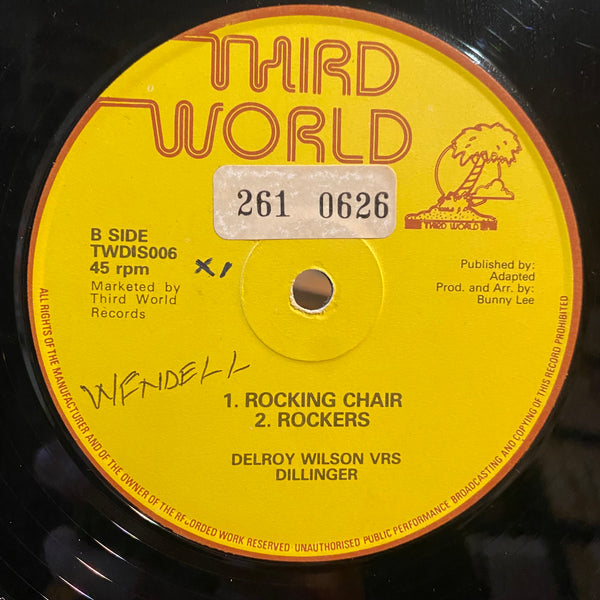 THIRD
WORLD
261 0626
THIRD WORLD
B SIDE
TWDIS006
45 rpm
X1
Marketed by
Third World
Records
Published by:
Adapted
Prod. and Arr. by:
Bunny Lee
WENDELL
1. ROCKING CHAIR
2. ROCKERS
DELROY WILSON VRS
DILLINGER
ALL RIGHTS OF THE MANUFACTURER AND OF THE OWNER OF THE RECORDED WORK RESERVED · UNAUTHORISED PUBLIC PERFORMANCE BROADCASTING AND COPYING OF THIS RECORD PROHIBITED